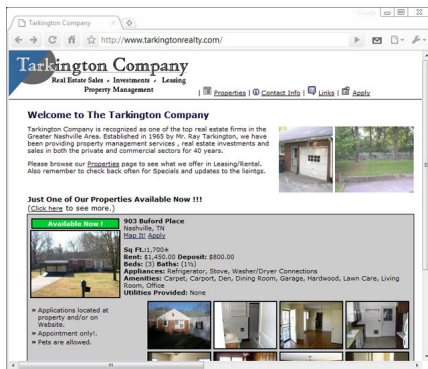 Google
Tarkington Company
http://www.tarkingtonrealty.com/
Tarkington Company
Real Estate Sales - Investments - Leasing
Property Management
| Properties | Contact Info | Links | Apply
Welcome to The Tarkington Company
Tarkington Company is recognized as one of the top real estate firms in the
Greater Nashville Area. Established in 1965 by Mr. Ray Tarkington, we have
been providing property management services , real estate investments and
sales in both the private and commercial sectors for 40 years.
Please browse our Properties page to see what we offer in Leasing/Rental.
Also remember to check back often for Specials and updates to the lisitngs.
Just One of Our Properties Available Now !!!
(Click here to see more.)
Available Now !
903 Buford Place
Nashville, TN
Map It! Apply
Sq Ft.:1,700±
Rent: $1,450.00 Deposit: $800.00
Beds: (3) Baths: (1½)
Appliances: Refrigerator, Stove, Washer/Dryer Connections
Amenities: Carpet, Carport, Den, Dining Room, Garage, Hardwood, Lawn Care, Living
Room, Office
Utilities Provided: None
» Applications located at
property and/or on
Website.
» Appointment only!.
» Pets are allowed.